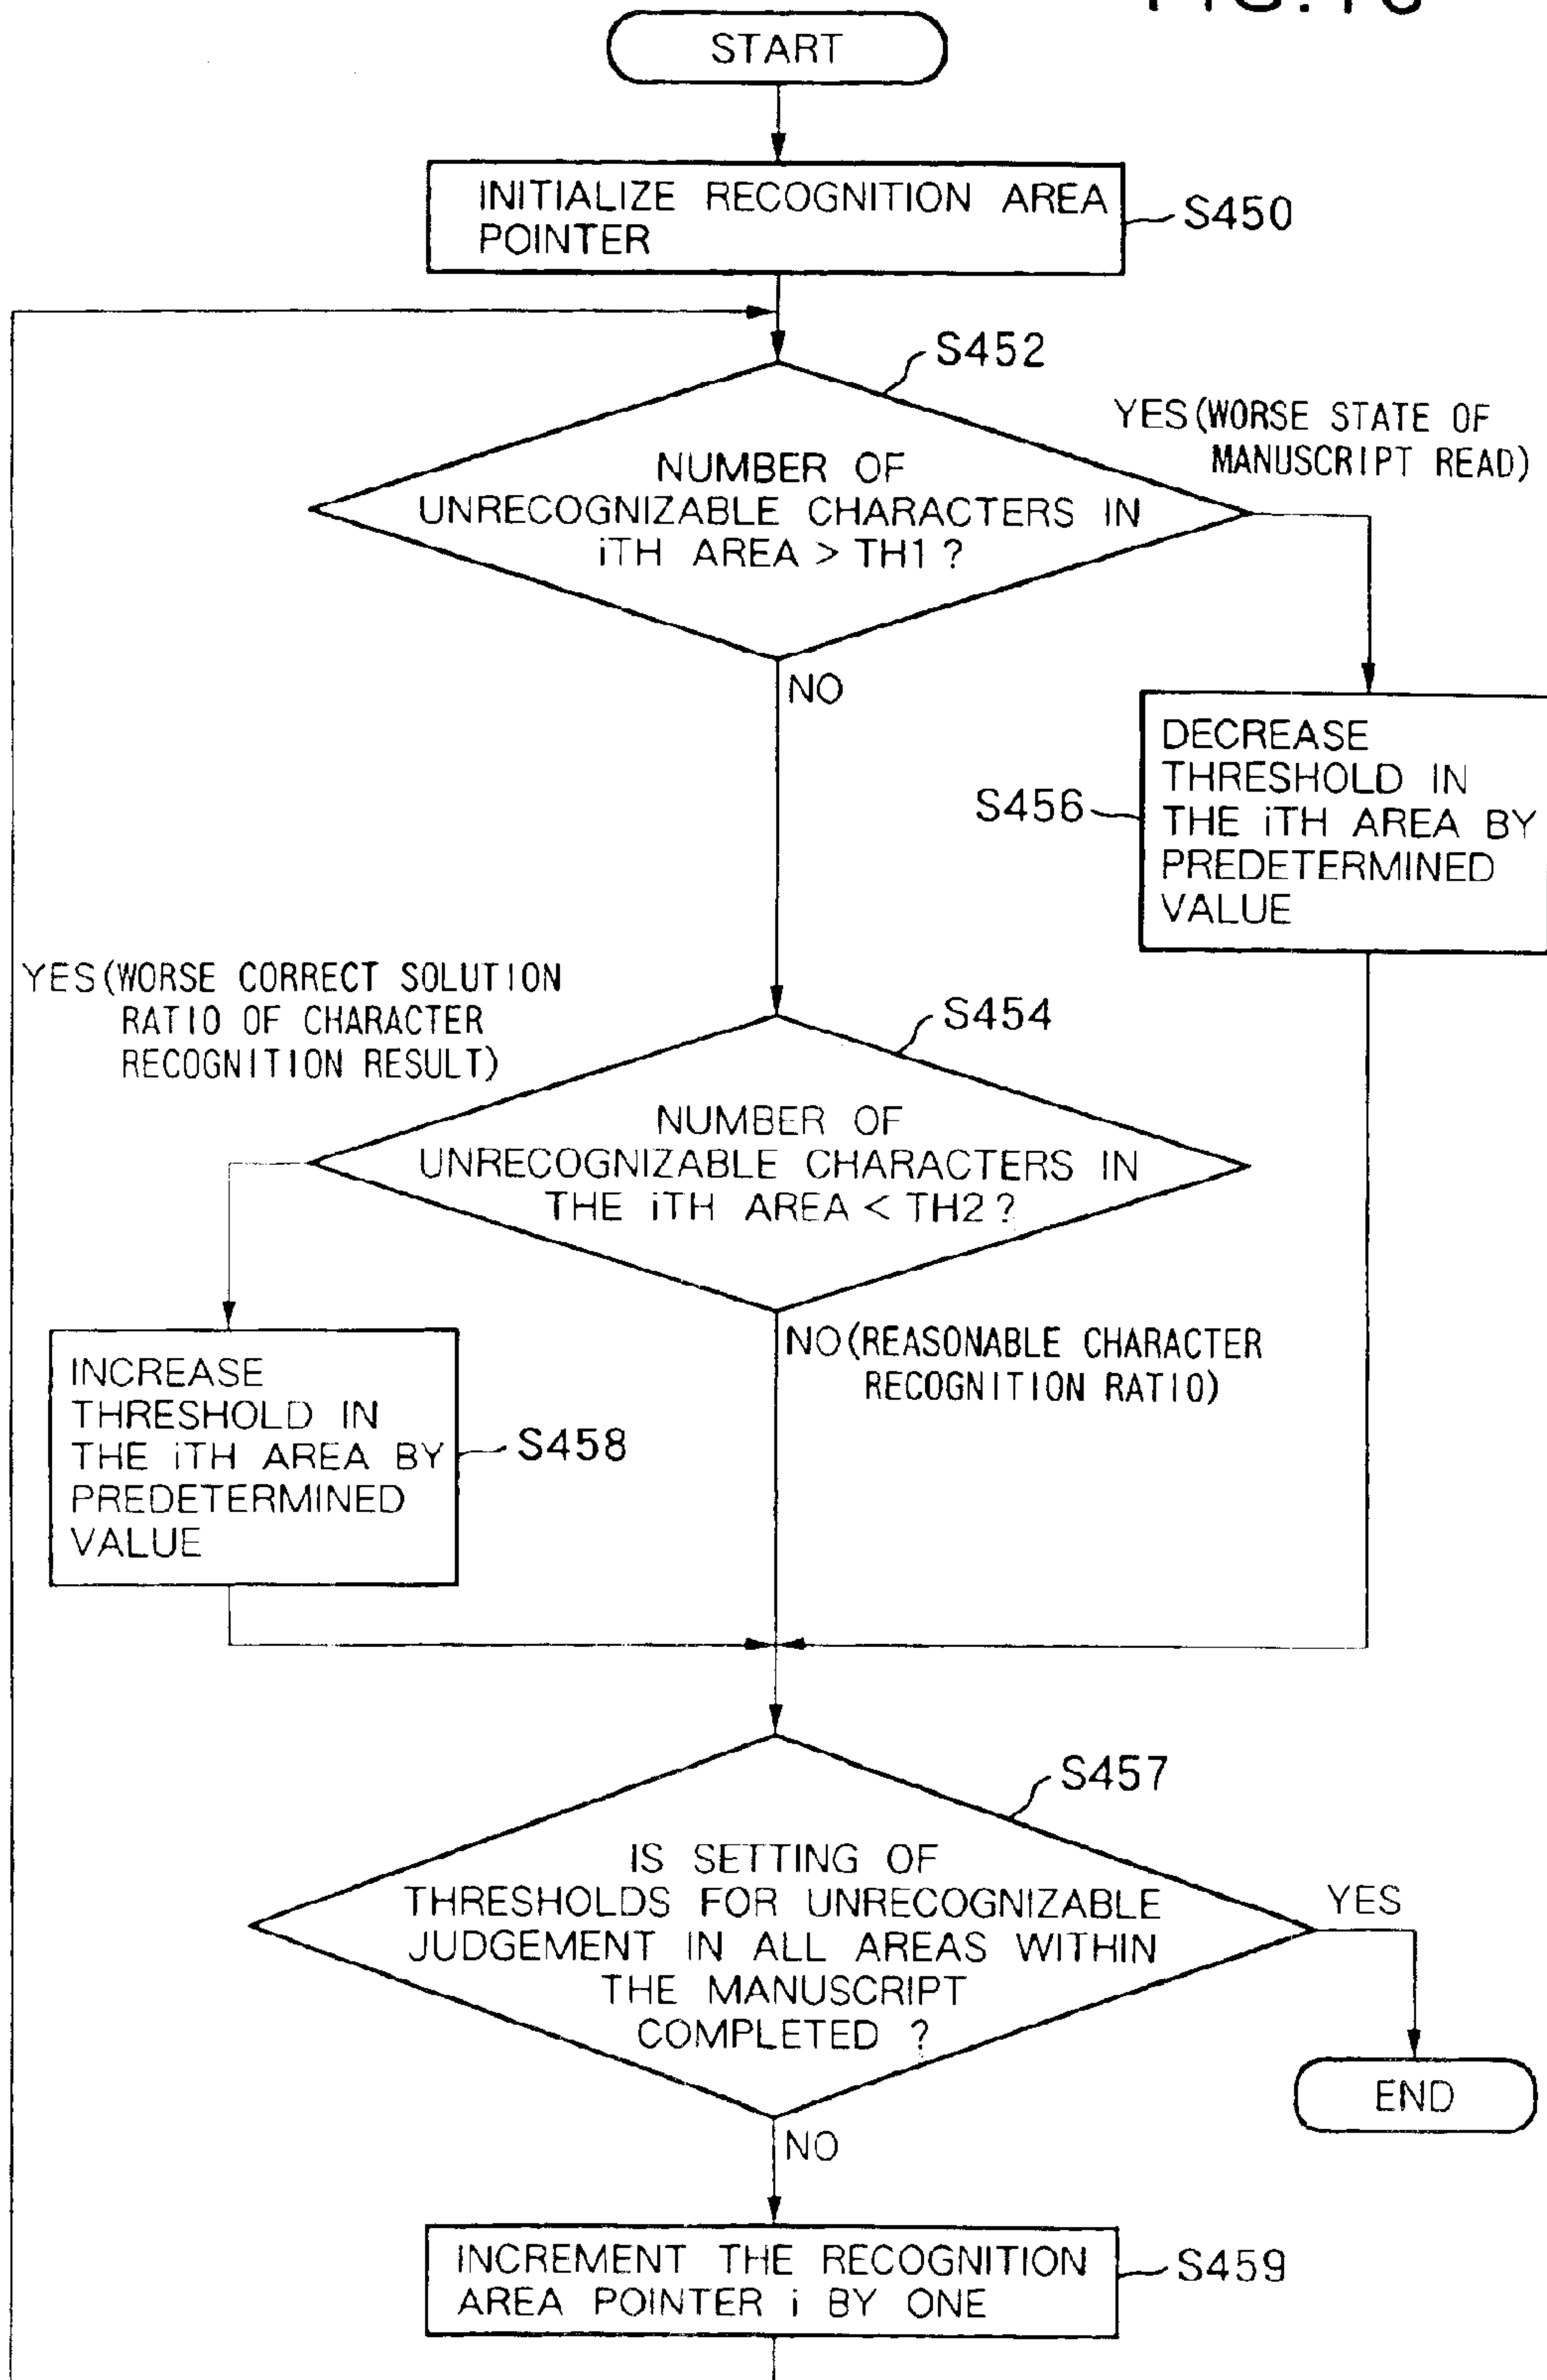 START
INITIALIZE RECOGNITION AREA
POINTER
S450
S452
YES(WORSE STATE OF
MANUSCRIPT READ)
NUMBER OF
UNRECOGNIZABLE CHARACTERS IN
iTH AREA > TH1 ?
NO
DECREASE
THRESHOLD IN
THE iTH AREA BY
PREDETERMINED
VALUE
S456
YES(WORSE CORRECT SOLUTION
RATIO OF CHARACTER
RECOGNITION RESULT)
S454
NUMBER OF
UNRECOGNIZABLE CHARACTERS IN
THE iTH AREA < TH2 ?
NO(REASONABLE CHARACTER
RECOGNITION RATIO)
INCREASE
THRESHOLD IN
THE iTH AREA BY
PREDETERMINED
VALUE
S458
S457
IS SETTING OF
THRESHOLDS FOR UNRECOGNIZABLE
JUDGEMENT IN ALL AREAS WITHIN
THE MANUSCRIPT
COMPLETED ?
YES
END
NO
INCREMENT THE RECOGNITION
AREA POINTER i BY ONE
S459